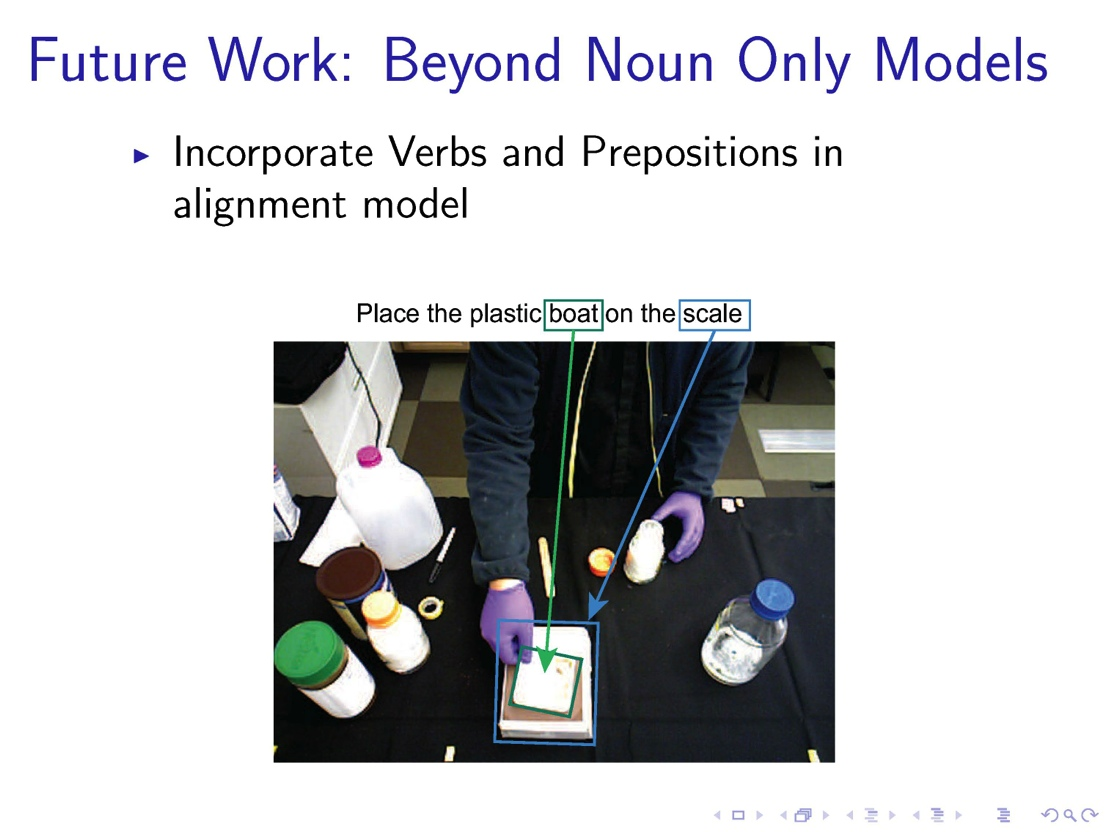 Future Work: Beyond Noun Only Models
Incorporate Verbs and Prepositions in
alignment model
Place the plastic boat on the scale